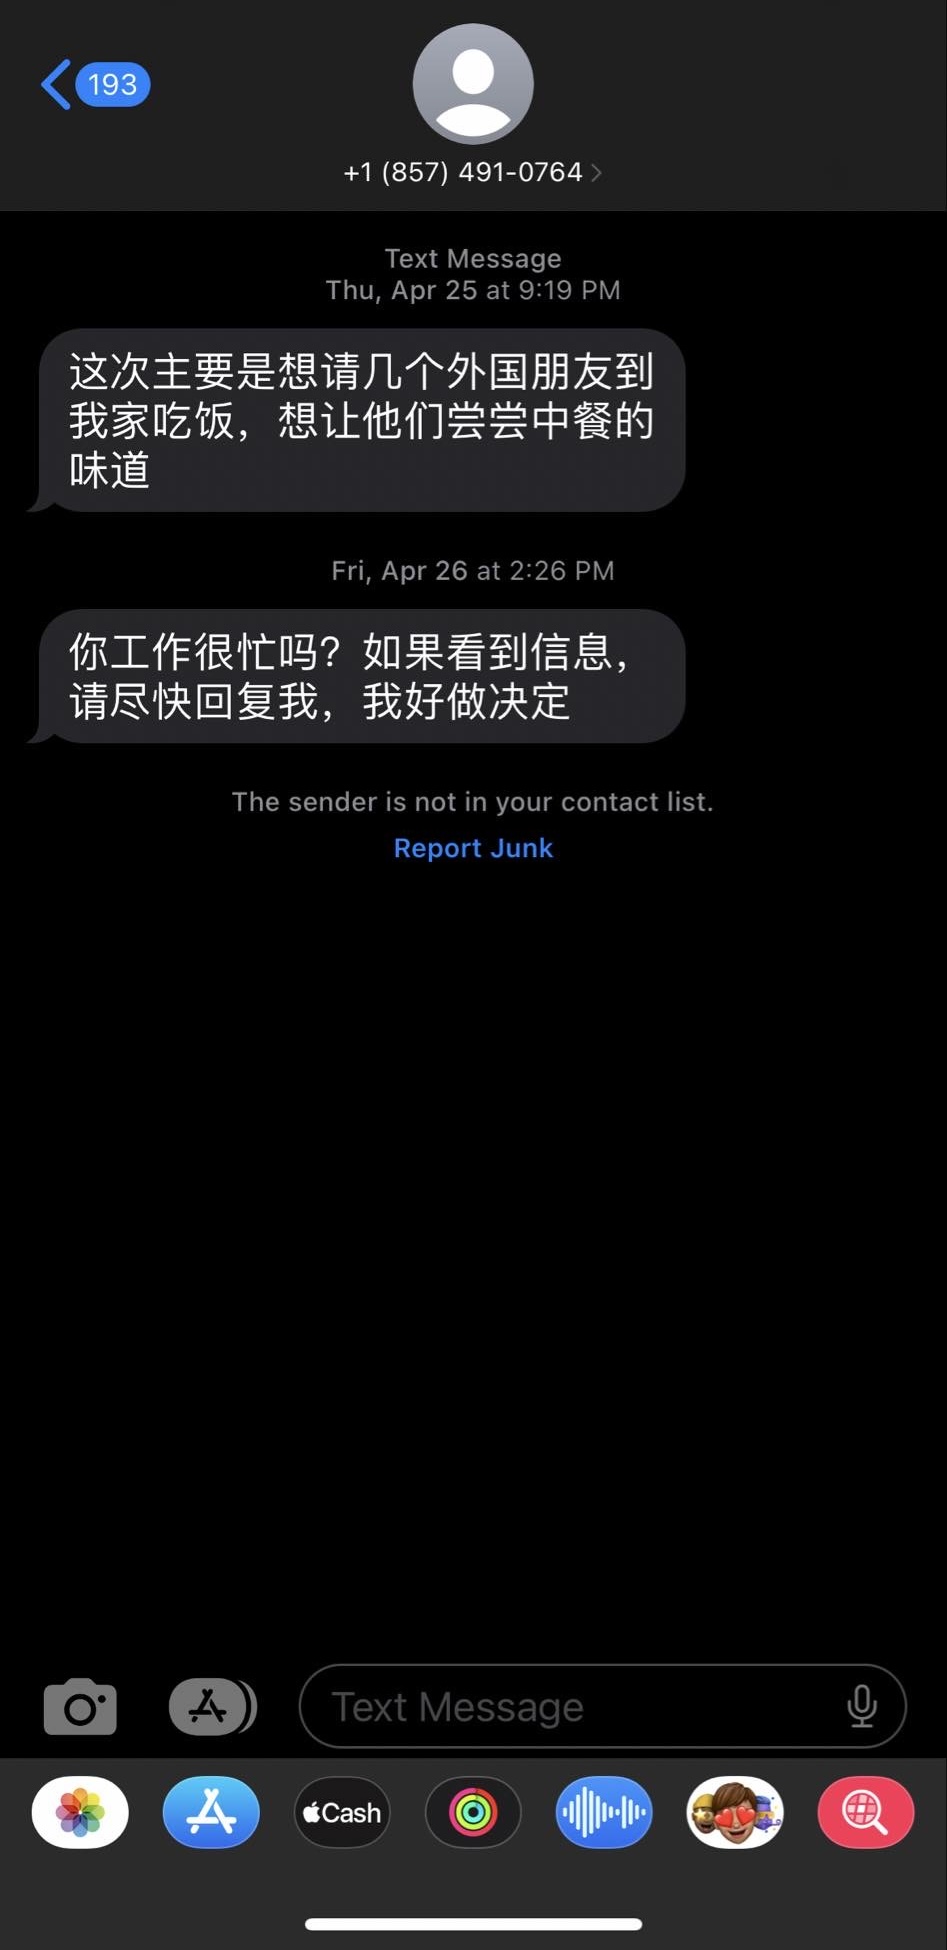 193
+1 (857) 491-0764
Text Message
Thu, Apr 25 at 9:19 PM
这次主要是想请几个外国朋友到
我家吃饭，想让他们尝尝中餐的
味道
Fri, Apr 26 at 2:26 PM
你工作很忙吗？如果看到信息，
请尽快回复我，我好做决定
The sender is not in your contact list.
Report Junk
Text Message
Cash